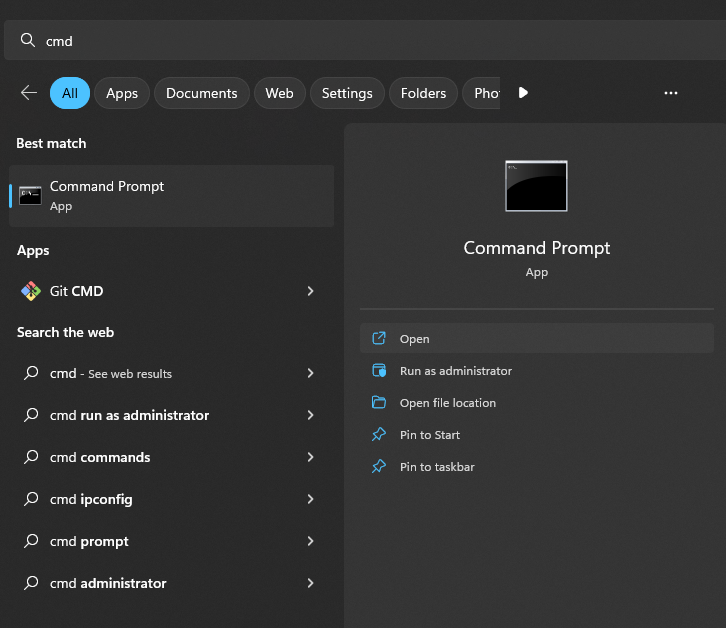 cmd
All Apps Documents Web Settings Folders Pho
Best match
Command Prompt
App
Apps
Git CMD
Search the web
cmd - See web results
cmd run as administrator
cmd commands
cmd ipconfig
cmd prompt
cmd administrator
Command Prompt
App
Open
Run as administrator
Open file location
Pin to Start
Pin to taskbar